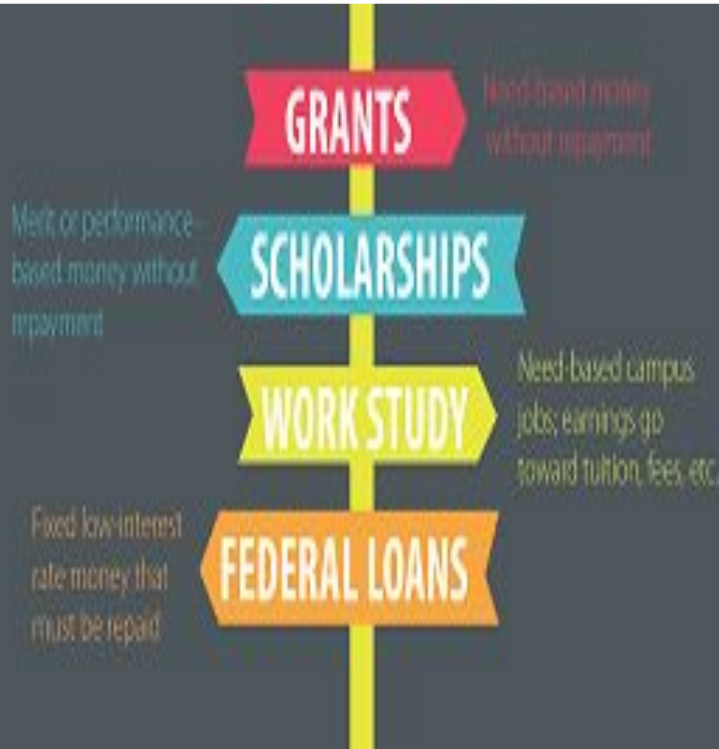 GRANTS
Need-based money
without repayment
Merit or performance-
based money without
repayment
SCHOLARSHIPS
WORK STUDY
Need-based campus
jobs; earnings go
toward tuition, fees, etc.
Fixed low-interest
rate money that
must be repaid
FEDERAL LOANS